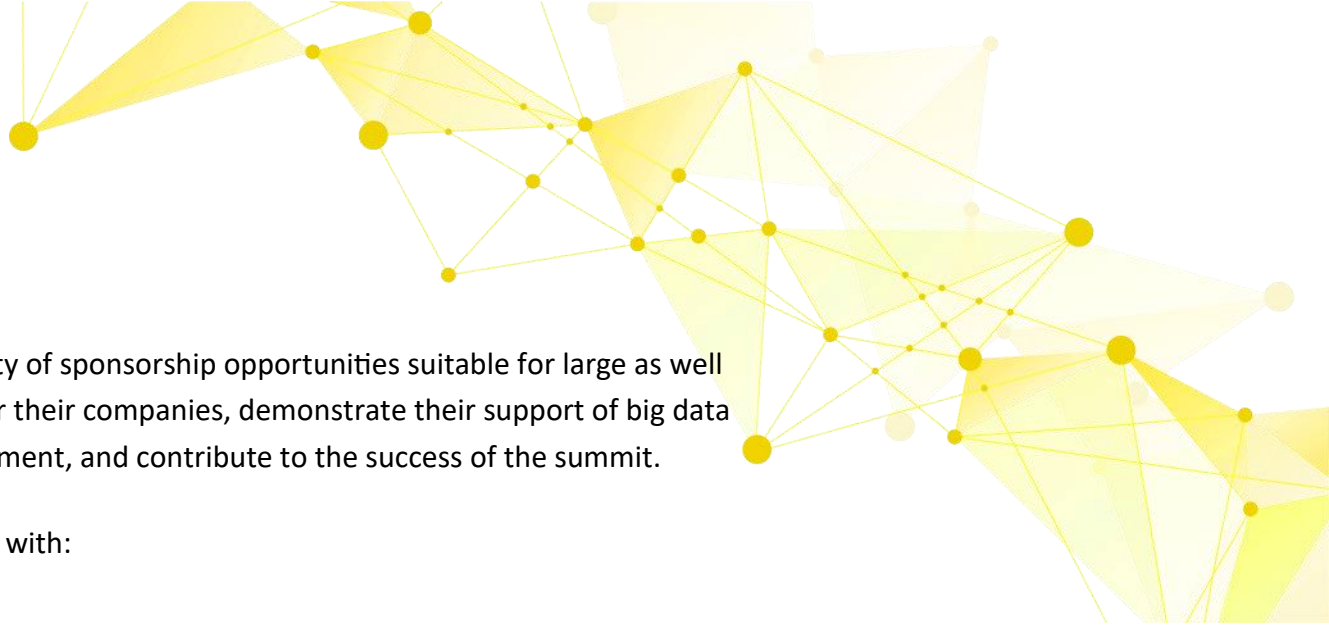 ty of sponsorship opportunities suitable for large as well
r their companies, demonstrate their support of big data
ment, and contribute to the success of the summit.
with: